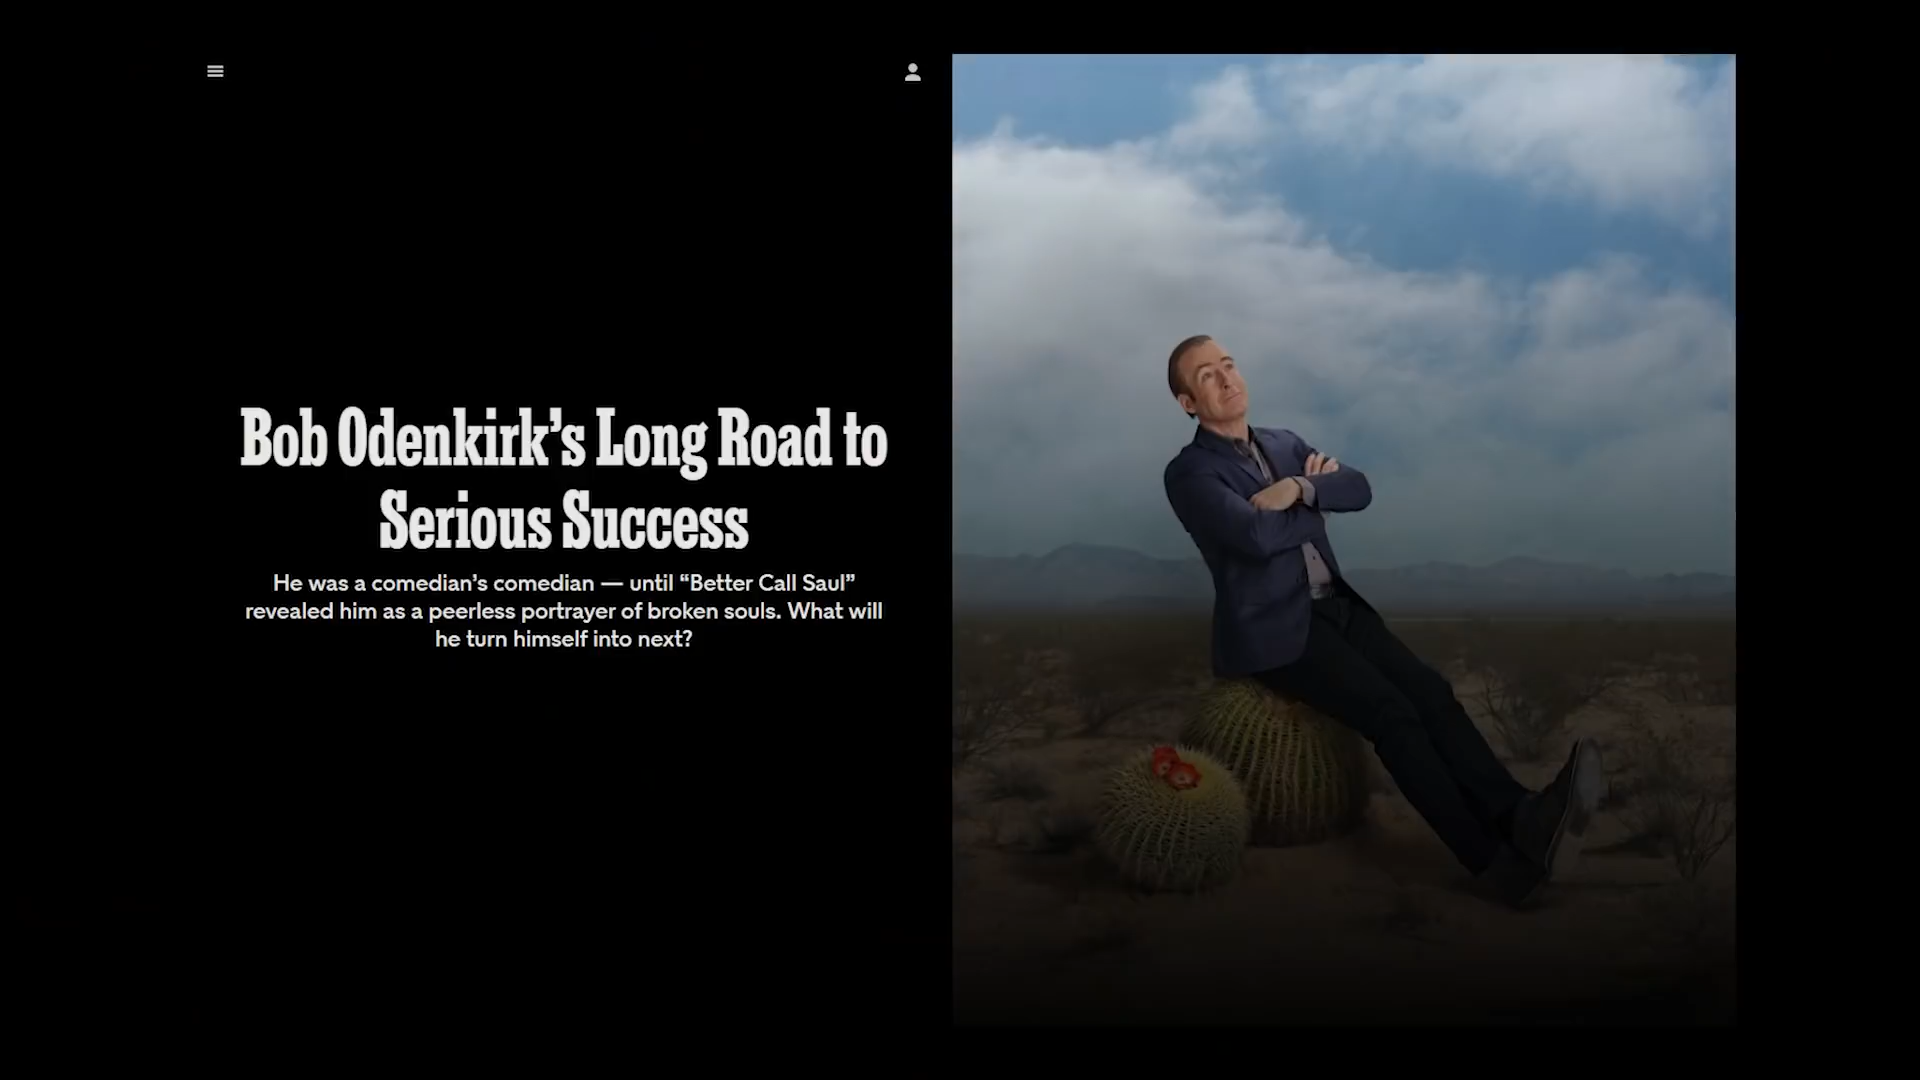 Bob Odenkirk’s Long Road to
Serious Success
He was a comedian’s comedian — until “Better Call Saul”
revealed him as a peerless portrayer of broken souls. What will
he turn himself into next?